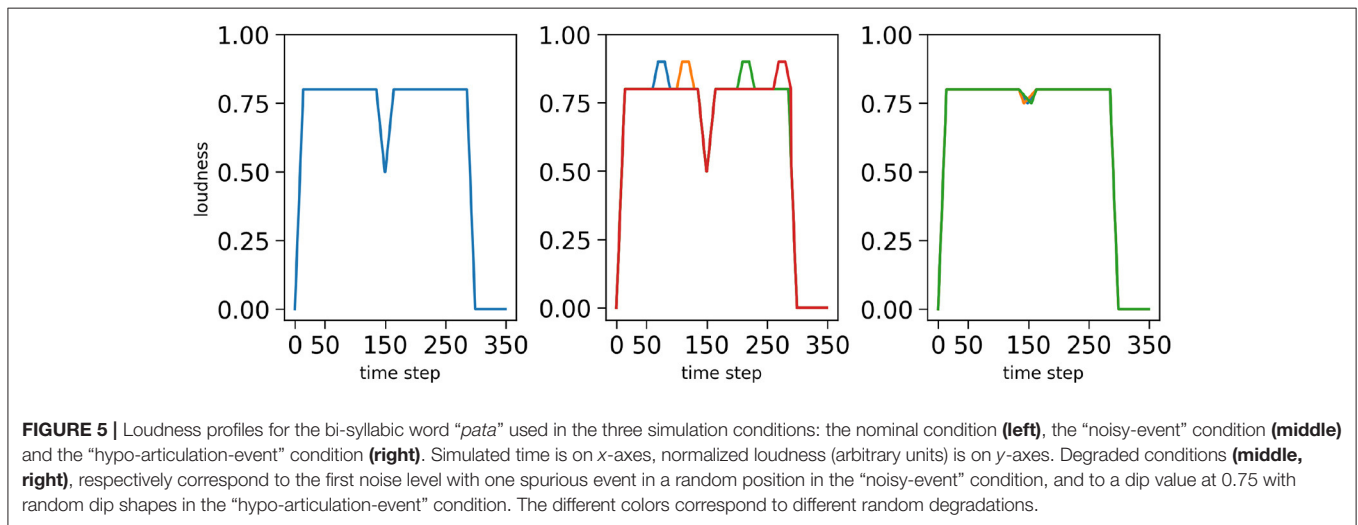 1.00
0.75
0.50
0.25
0.00
loudness
0 50 150 250 350
time step
1.00
0.75
0.50
0.25
0.00
0 50 150 250 350
time step
1.00
0.75
0.50
0.25
0.00
0 50 150 250 350
time step
FIGURE 5 | Loudness profiles for the bi-syllabic word “pata” used in the three simulation conditions: the nominal condition (left), the “noisy-event” condition (middle)
and the “hypo-articulation-event” condition (right). Simulated time is on x-axes, normalized loudness (arbitrary units) is on y-axes. Degraded conditions (middle,
right), respectively correspond to the first noise level with one spurious event in a random position in the “noisy-event” condition, and to a dip value at 0.75 with
random dip shapes in the “hypo-articulation-event” condition. The different colors correspond to different random degradations.